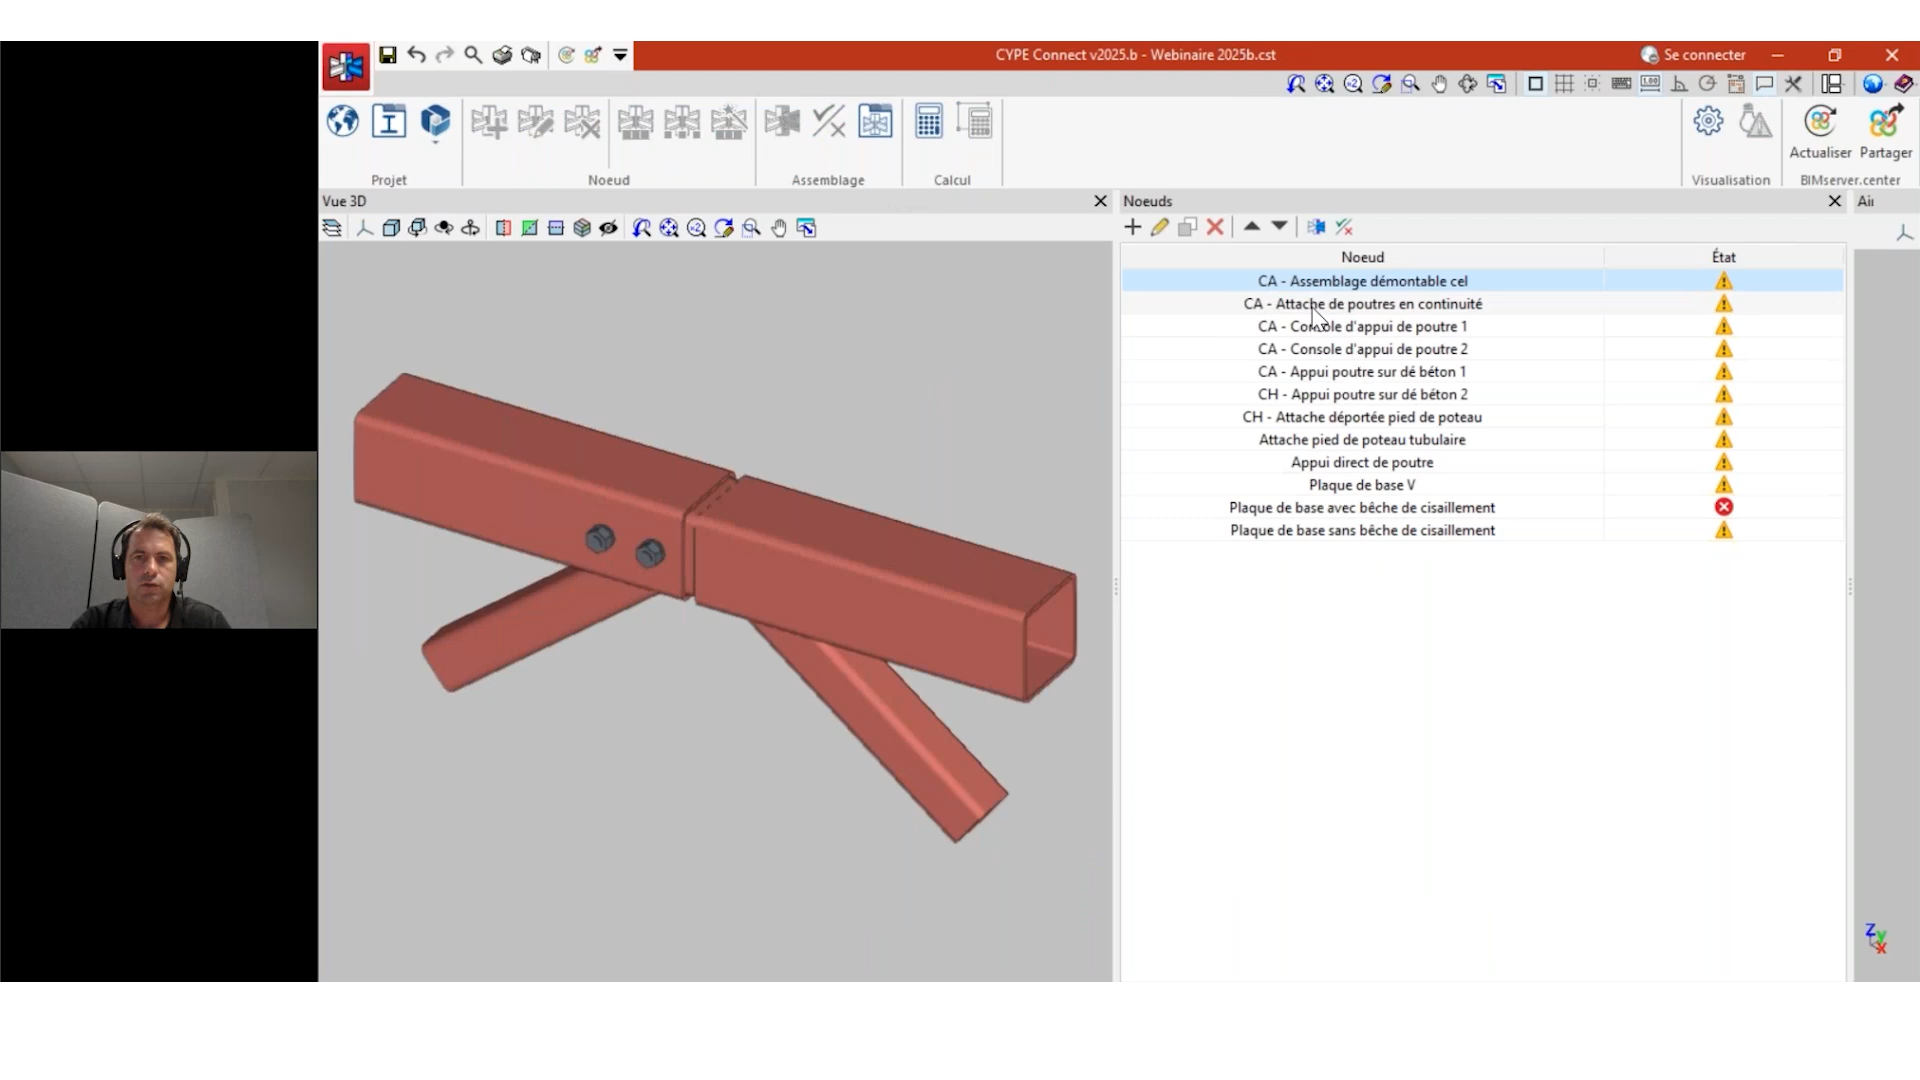 CYPE Connect v2025.b - Webinaire 2025b.cst
Se connecter
Actualiser
Partager
Projet
Noeud
Assemblage
Calcul
Visualisation
BIMserver.center
Vue 3D
Noeuds
Noeud
État
CA - Assemblage démontable cel
CA - Attache de poutres en continuité
CA - Console d'appui de poutre 1
CA - Console d'appui de poutre 2
CA - Appui poutre sur dé béton 1
CH - Appui poutre sur dé béton 2
CH - Attache déportée pied de poteau
Attache pied de poteau tubulaire
Appui direct de poutre
Plaque de base V
Plaque de base avec bêche de cisaillement
Plaque de base sans bêche de cisaillement
Z
Y
X